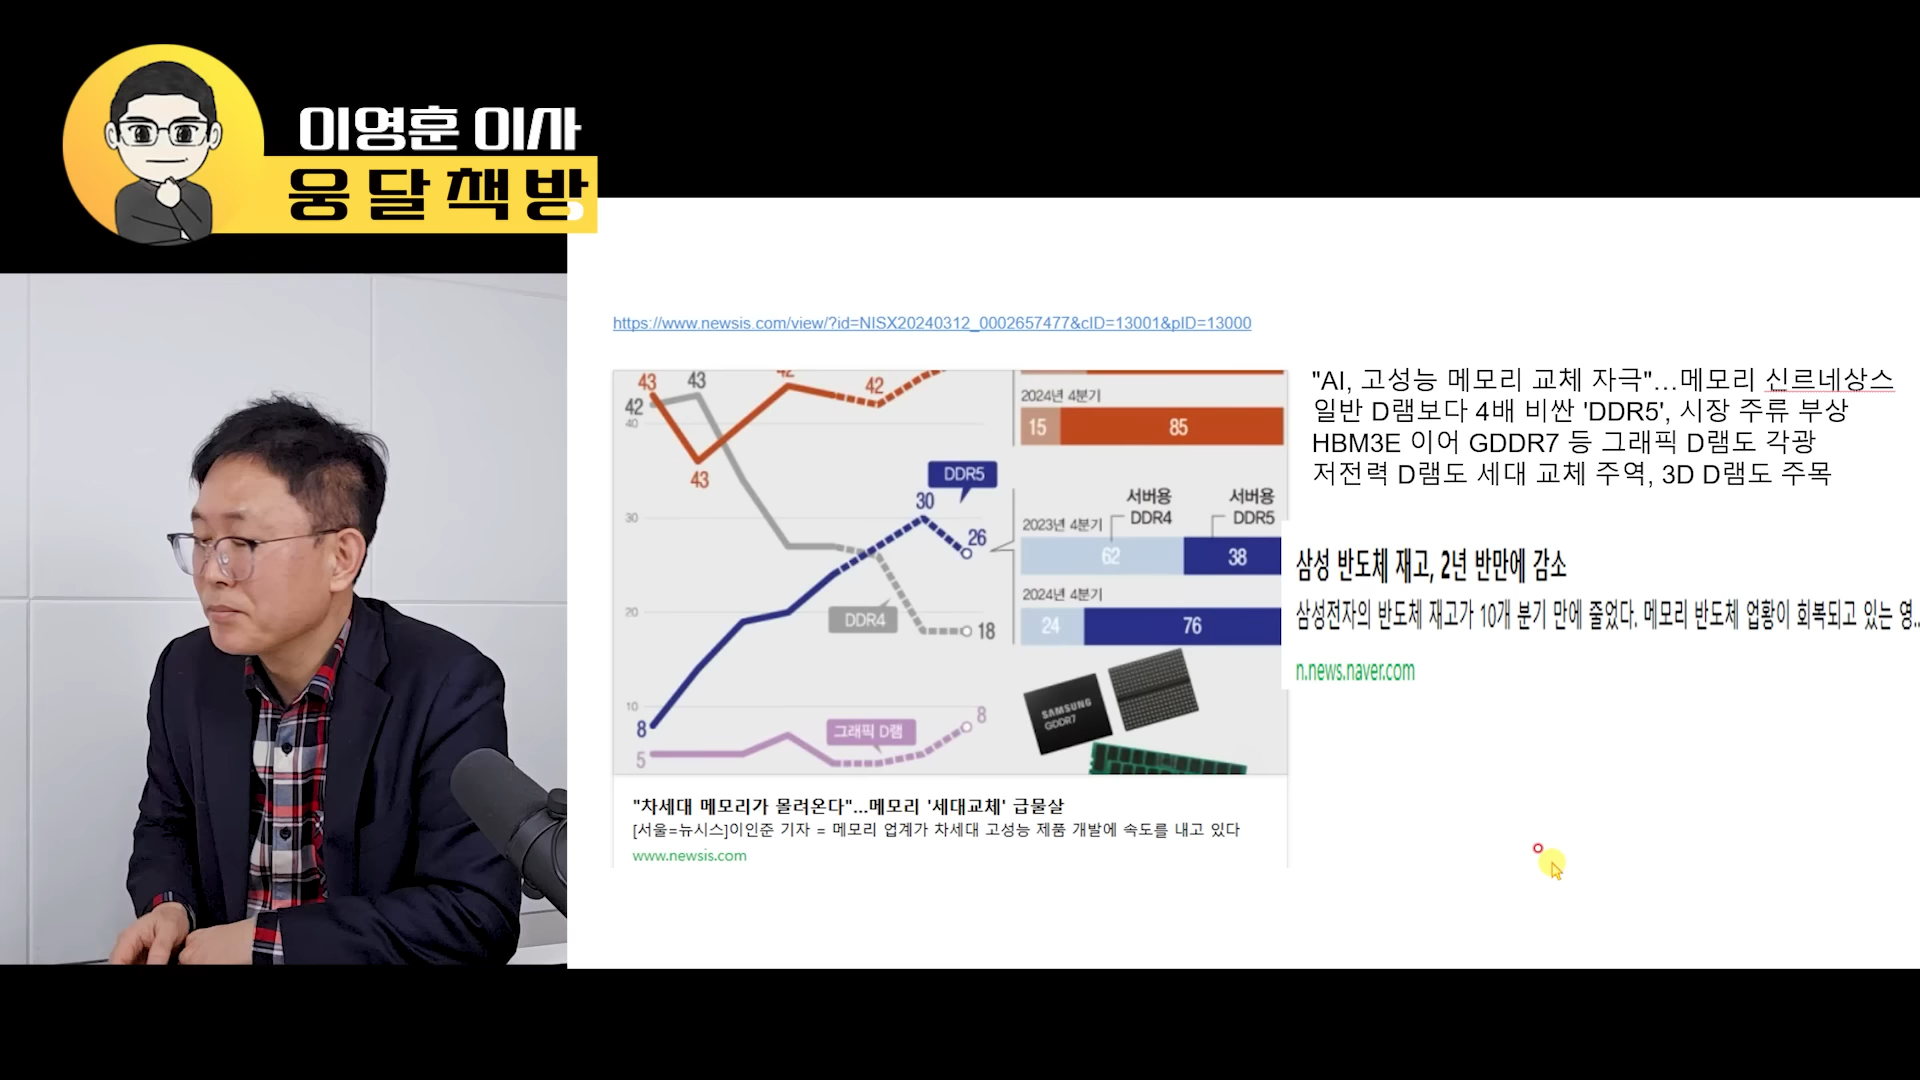 이영훈 이사
웅달책방
https://www.newsis.com/view/?id=NISX20240312_0002657477&cID=13001&pID=13000
43
43
42
42
42
40
43
30
20
10
8
5
DDR5
30
26
DDR4
18
그래픽 D램
8
2024년 4분기
15
85
서버용
DDR4
서버용
DDR5
2023년 4분기
62
38
2024년 4분기
24
76
SAMSUNG
GDDR7
"차세대 메모리가 몰려온다"...메모리 '세대교체' 급물살
[서울=뉴시스]이인준 기자 = 메모리 업계가 차세대 고성능 제품 개발에 속도를 내고 있다
www.newsis.com
"AI, 고성능 메모리 교체 자극"...메모리 신르네상스
일반 D램보다 4배 비싼 'DDR5', 시장 주류 부상
HBM3E 이어 GDDR7 등 그래픽 D램도 각광
저전력 D램도 세대 교체 주역, 3D D램도 주목
삼성 반도체 재고, 2년 반만에 감소
삼성전자의 반도체 재고가 10개 분기 만에 줄었다. 메모리 반도체 업황이 회복되고 있는 영..
n.news.naver.com